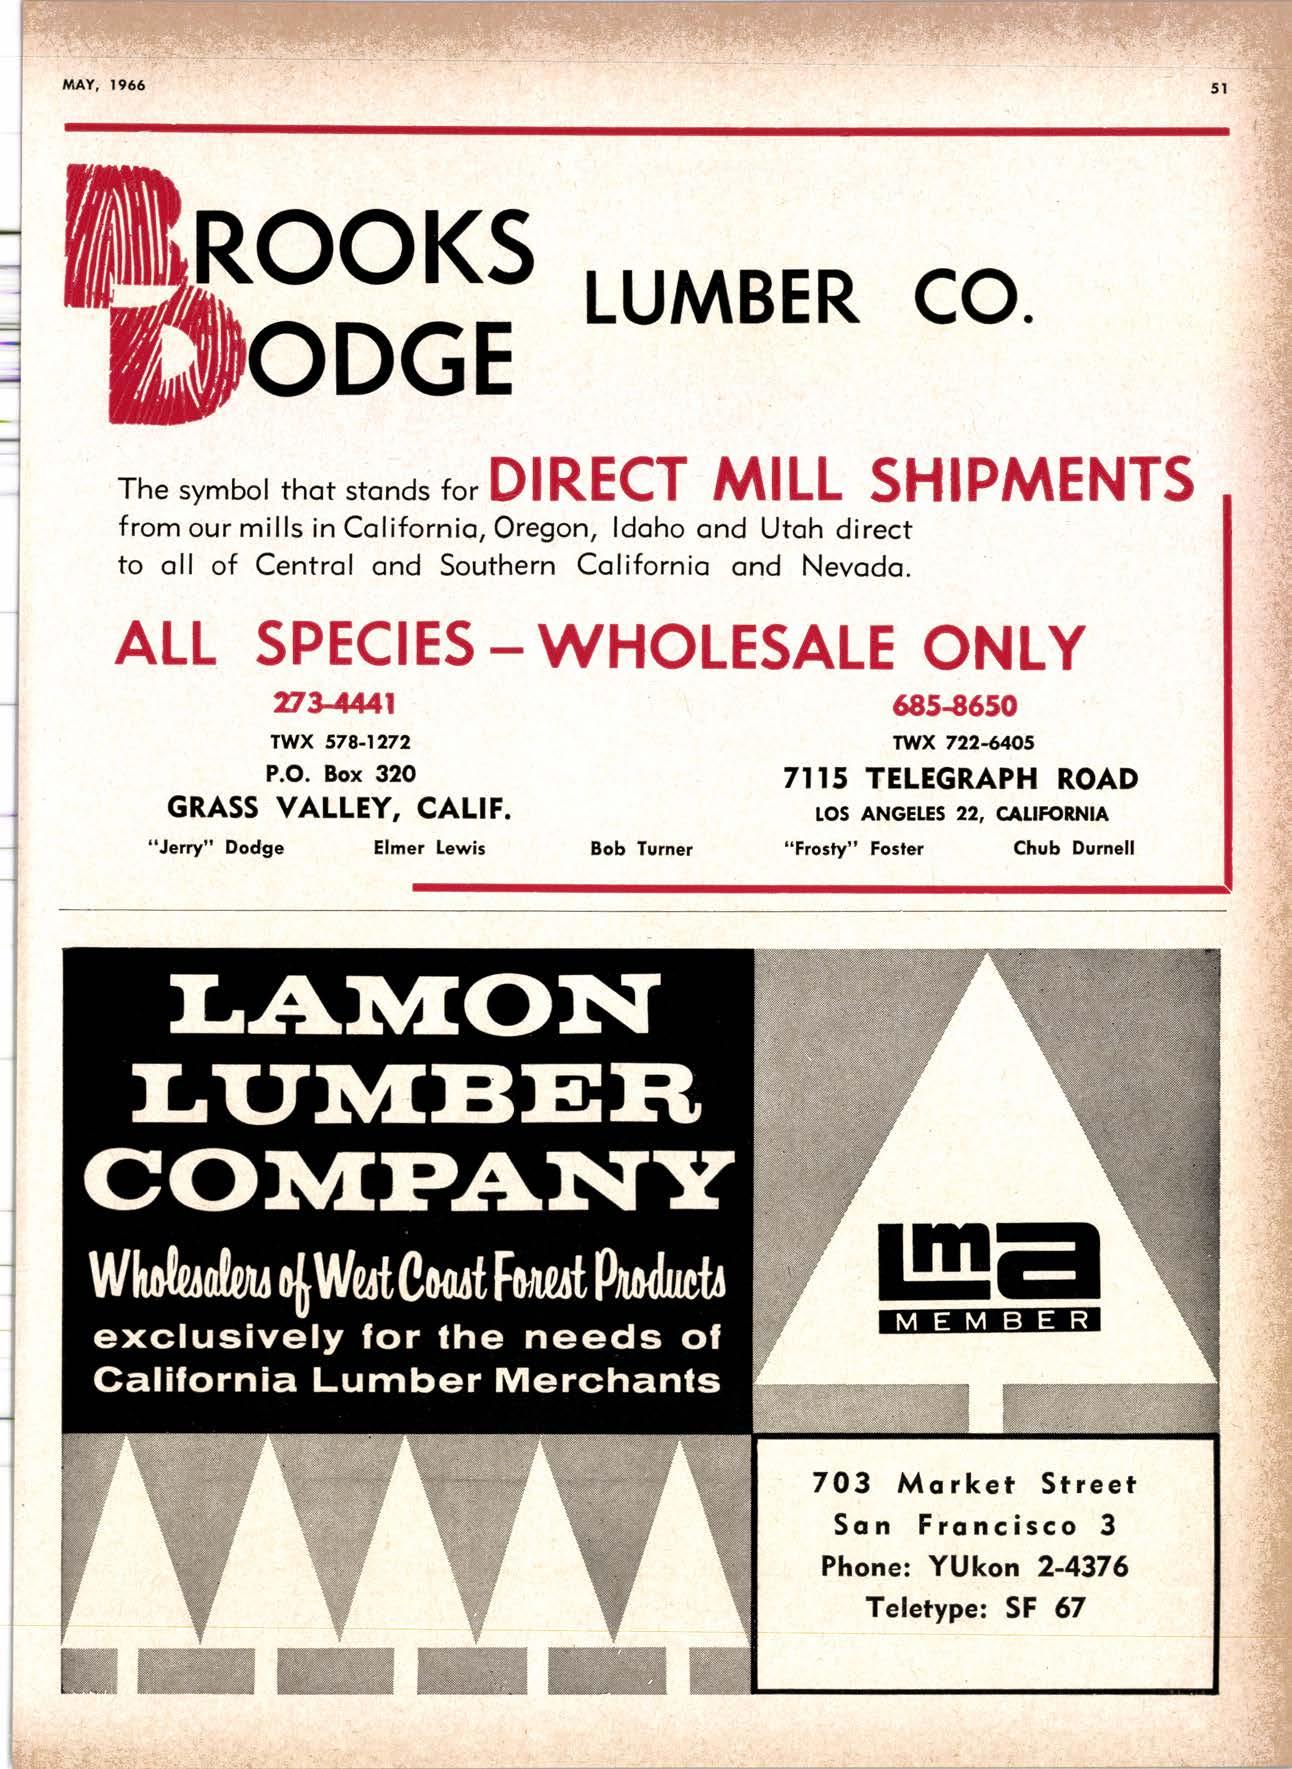 MAY, 1966 51
BROOKS
DODGE
LUMBER CO.
The symbol that stands for DIRECT MILL SHIPMENTS
from our mills in California, Oregon, Idaho and Utah direct
to all of Central and Southern California and Nevada.
ALL SPECIES – WHOLESALE ONLY
273-4441
TWX 578-1272
P.O. Box 320
GRASS VALLEY, CALIF.
685-8650
TWX 722-6405
7115 TELEGRAPH ROAD
LOS ANGELES 22, CALIFORNIA
"Jerry" Dodge Elmer Lewis Bob Turner "Frosty" Foster Chub Durnell
LAMON
LUMBER
COMPANY
Wholesalers of West Coast Forest Products
exclusively for the needs of
California Lumber Merchants
lma
MEMBER
703 Market Street
San Francisco 3
Phone: YUkon 2-4376
Teletype: SF 67